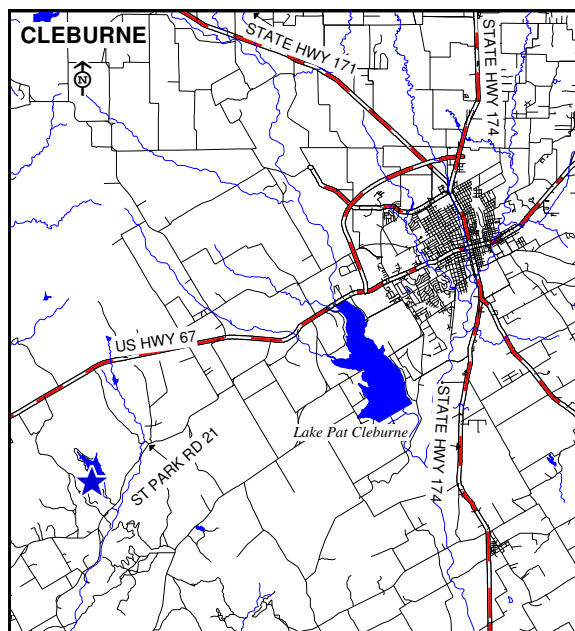 CLEBURNE
N
STATE HWY 171
STATE HWY 174
US HWY 67
Lake Pat Cleburne
ST PARK RD 21
STATE HWY 174